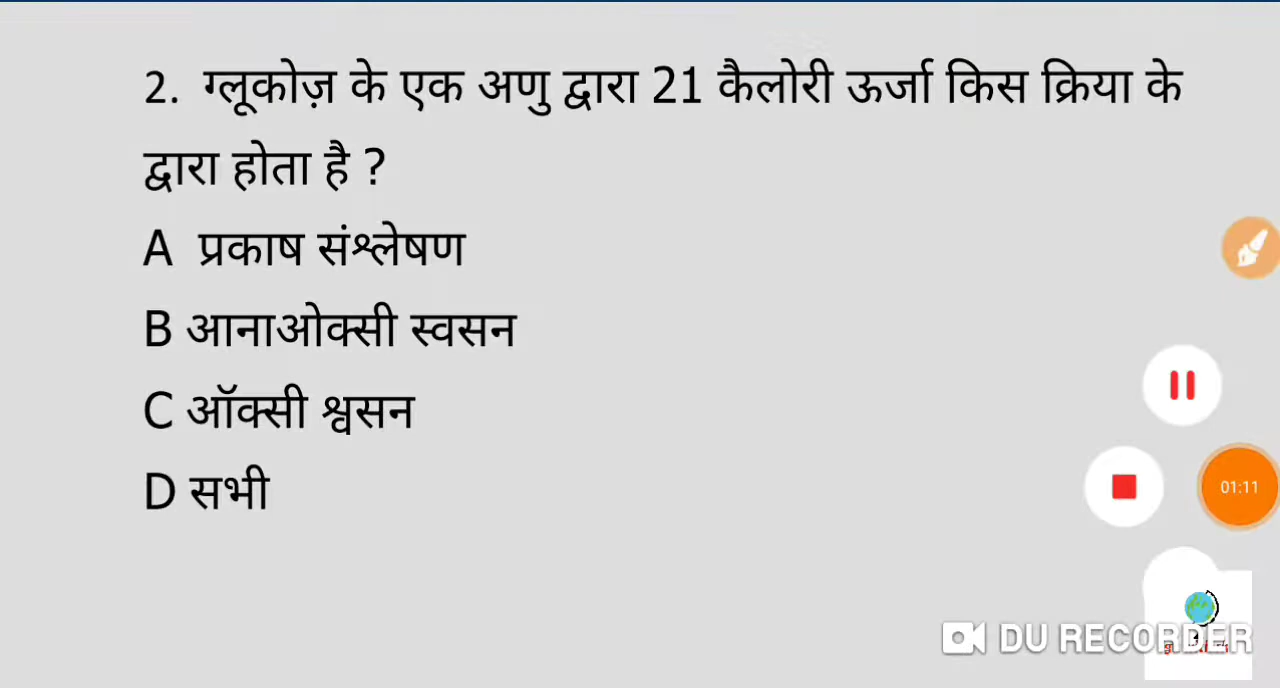 2. ग्लूकोज़ के एक अणु द्वारा 21 कैलोरी ऊर्जा किस क्रिया के
द्वारा होता है ?
A प्रकाष संश्लेषण
B आनाओक्सी स्वसन
C ऑक्सी श्वसन
D सभी
01:11
DU RECORDER